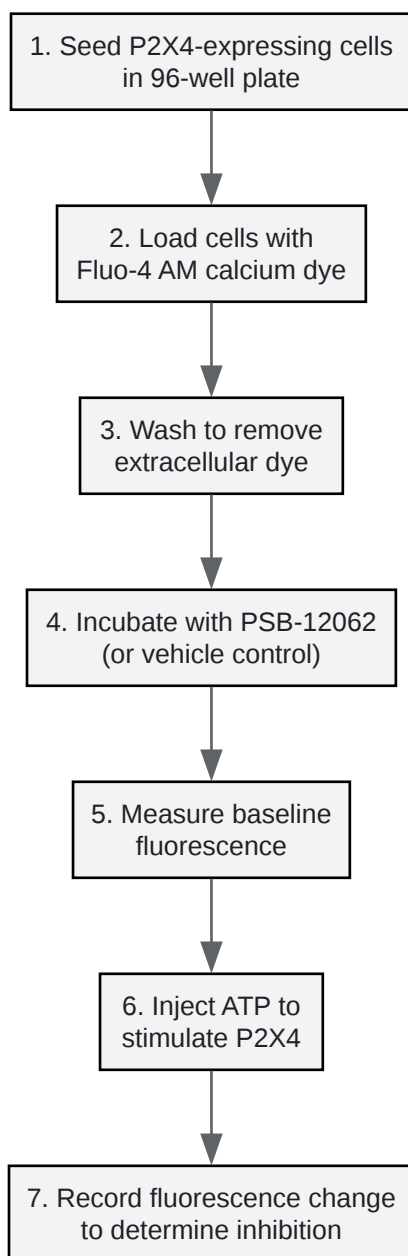 1. Seed P2X4-expressing cells
in 96-well plate
2. Load cells with
Fluo-4 AM calcium dye
3. Wash to remove
extracellular dye
4. Incubate with PSB-12062
(or vehicle control)
5. Measure baseline
fluorescence
6. Inject ATP to
stimulate P2X4
7. Record fluorescence change
to determine inhibition